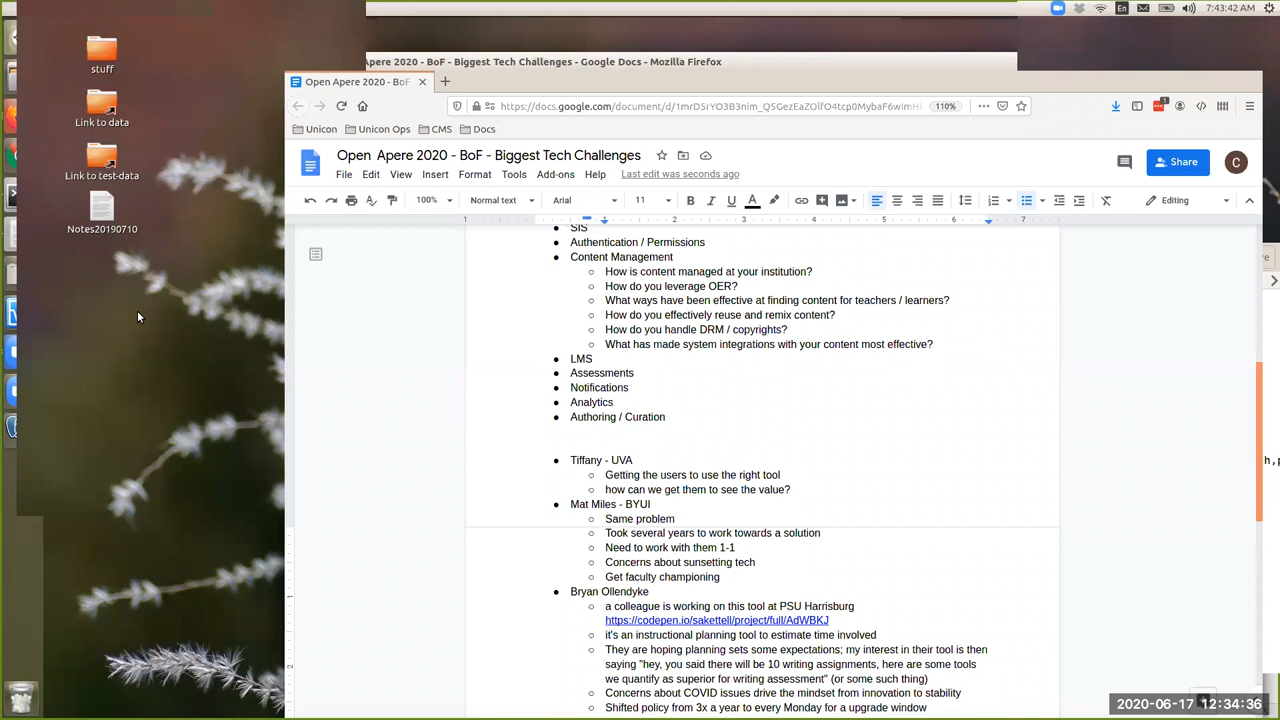 En
7:43:42 AM
Apere 2020 - BoF - Biggest Tech Challenges - Google Docs - Mozilla Firefox
stuff
Link to data
Link to test-data
Notes20190710
Open Apere 2020 - BoF
110%
Unicon
Unicon Ops
CMS
Docs
Open Apere 2020 - BoF - Biggest Tech Challenges
Share
C
File Edit View Insert Format Tools Add-ons Help Last edit was seconds ago
100% Normal text Arial 11 Editing
1 2 3 4 5 6 7
SIS
Authentication / Permissions
Content Management
How is content managed at your institution?
How do you leverage OER?
What ways have been effective at finding content for teachers / learners?
How do you effectively reuse and remix content?
How do you handle DRM / copyrights?
What has made system integrations with your content most effective?
LMS
Assessments
Notifications
Analytics
Authoring / Curation
Tiffany - UVA
Getting the users to use the right tool
how can we get them to see the value?
Mat Miles - BYUI
Same problem
Took several years to work towards a solution
Need to work with them 1-1
Concerns about sunsetting tech
Get faculty championing
Bryan Ollendyke
a colleague is working on this tool at PSU Harrisburg
https://codepen.io/sakettell/project/full/AdWBKJ
it's an instructional planning tool to estimate time involved
They are hoping planning sets some expectations; my interest in their tool is then
saying "hey, you said there will be 10 writing assignments, here are some tools
we quantify as superior for writing assessment" (or some such thing)
Concerns about COVID issues drive the mindset from innovation to stability
Shifted policy from 3x a year to every Monday for a upgrade window
2020-06-17 12:34:36